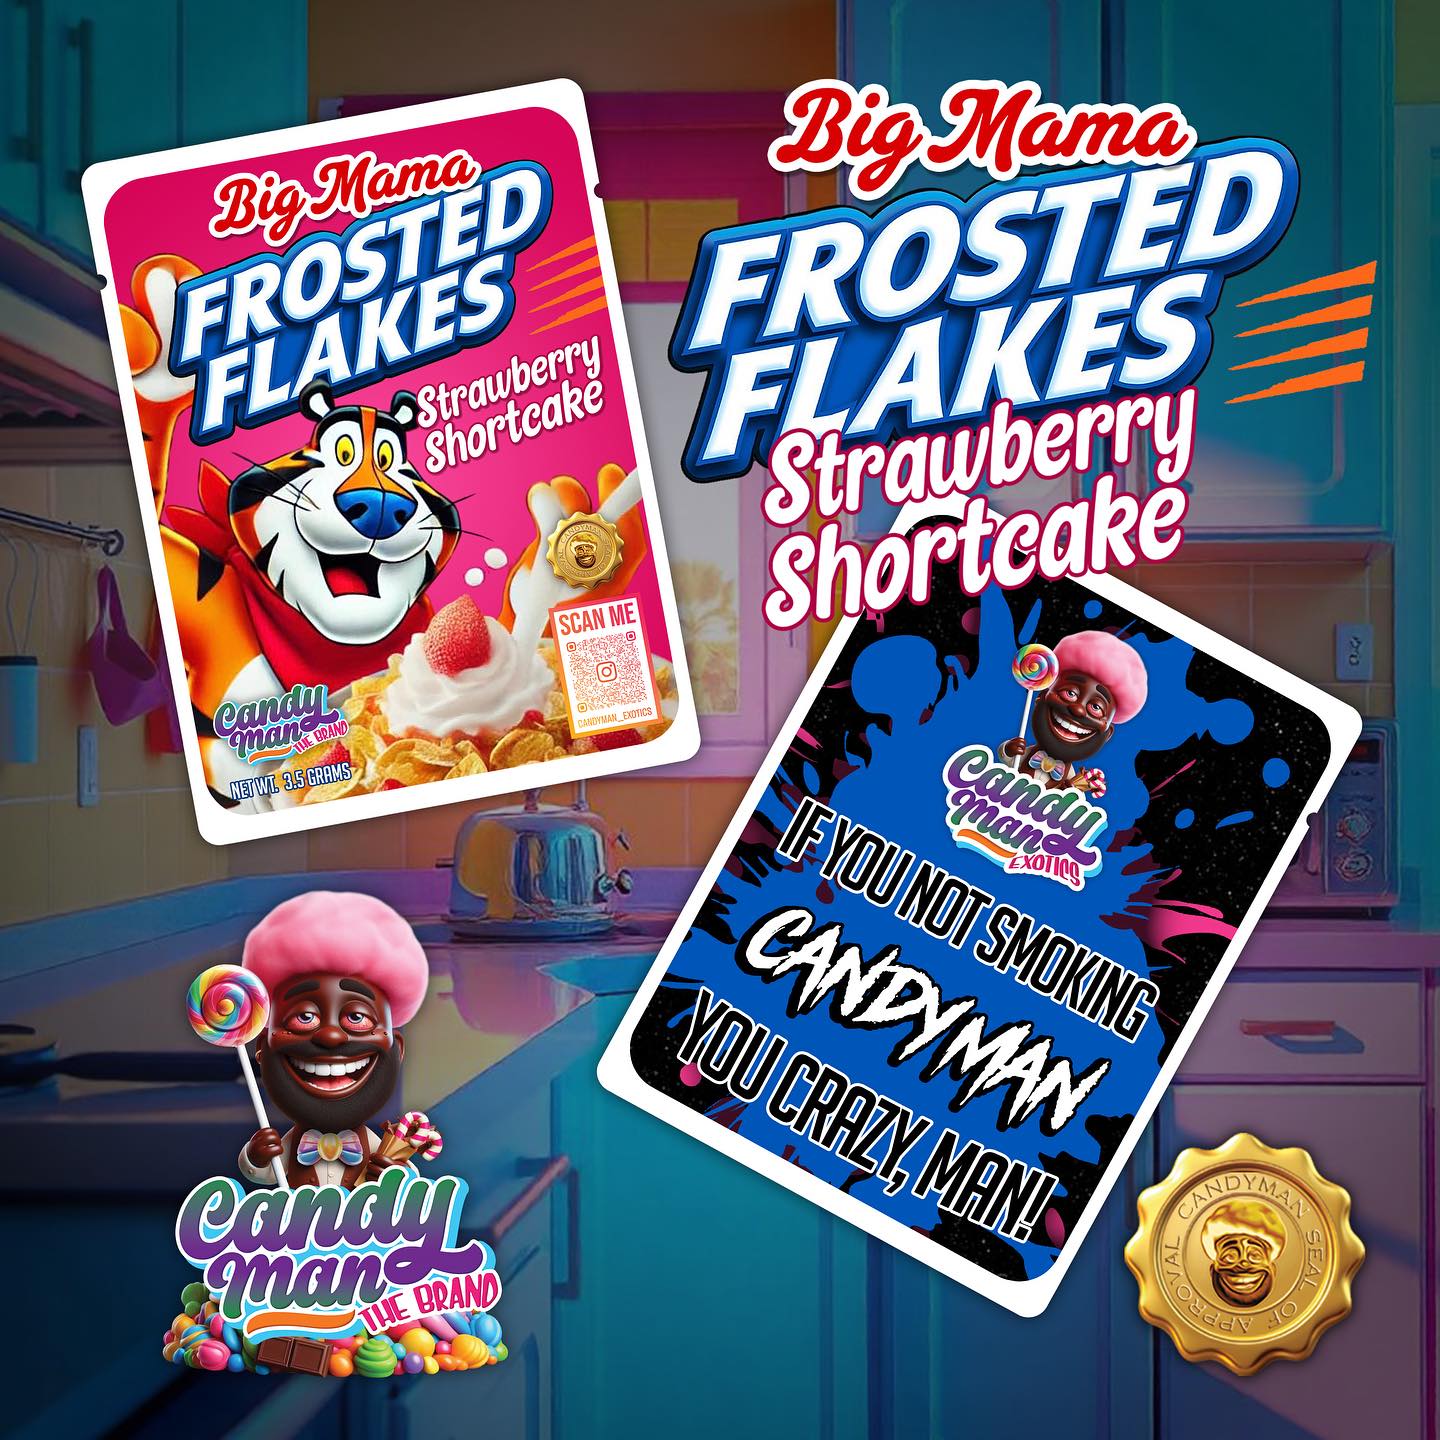 Big Mama
FROSTED
FLAKES
Strawberry
Shortcake
SCAN ME
CANDYMAN_EXOTICS
Candy
man
THE BRAND
NET WT. 3.5 GRAMS
Big Mama
FROSTED
FLAKES
Strawberry
Shortcake
Candy
man
EXOTICS
IF YOU NOT SMOKING
CANDYMAN
YOU CRAZY, MAN!
Candy
man
THE BRAND
CANDYMAN SEAL OF APPROVAL